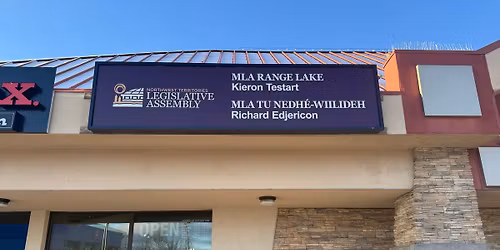 x.
NORTHWEST TERRITORIES
LEGISLATIVE
ASSEMBLY
MLA RANGE LAKE
Kieron Testart
MLA TU NEDHÉ-WIILIDEH
Richard Edjericon
OPEN